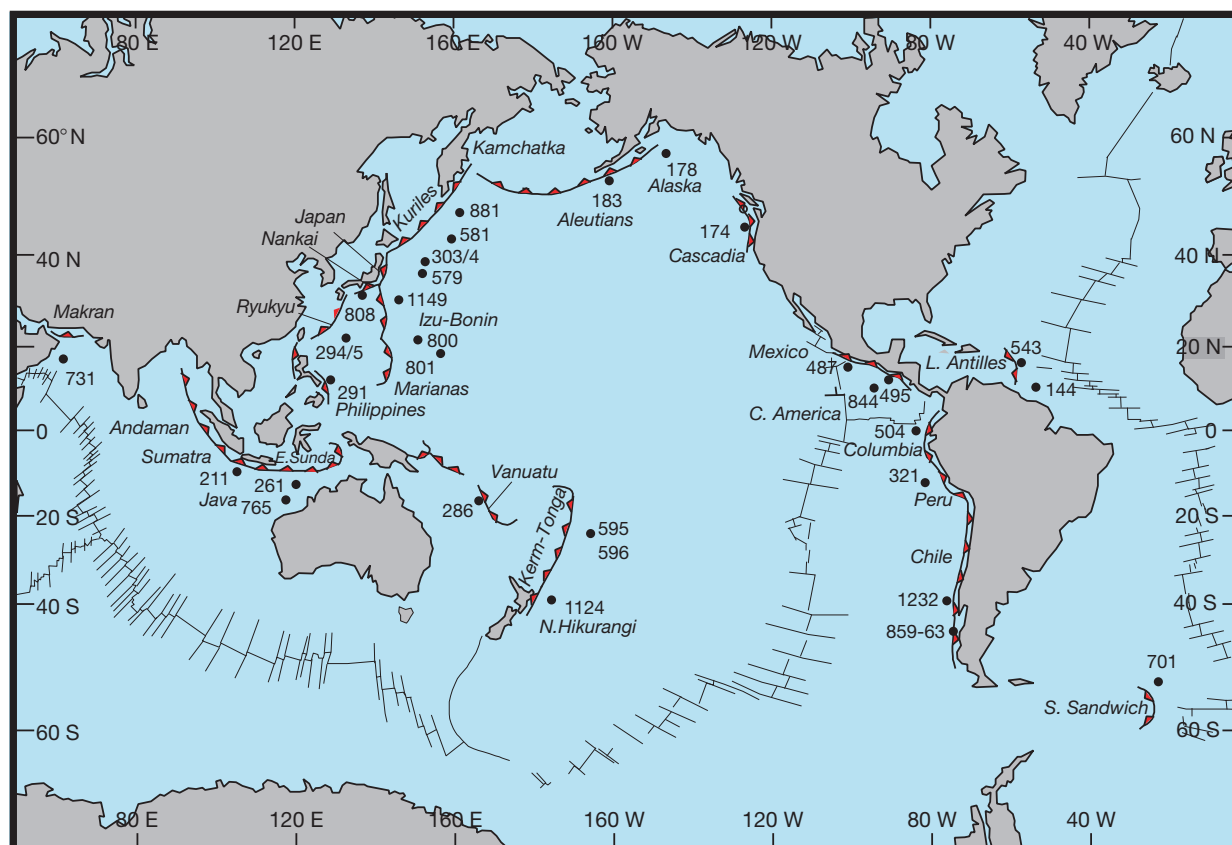 80 E
120 E
160 E
160 W
120 W
80 W
40 W
60° N
60 N
Kamchatka
178
Alaska
183
Aleutians
Kuriles
881
Japan
Nankai
581
174
Cascadia
40 N
40 N
303/4
579
Ryukyu
1149
Makran
808
Izu-Bonin
294/5
800
801
Marianas
731
291
Philippines
Mexico
487
543
20 N
20 N
L. Antilles
144
844
495
C. America
Andaman
0
0
504
Columbia
Sumatra
E.Sunda
211
261
Java
765
Vanuatu
286
321
Peru
20 S
20 S
Kerm-Tonga
595
596
Chile
40 S
40 S
1124
N.Hikurangi
1232
859-63
701
S. Sandwich
60 S
60 S
80 E
120 E
160 E
160 W
120 W
80 W
40 W